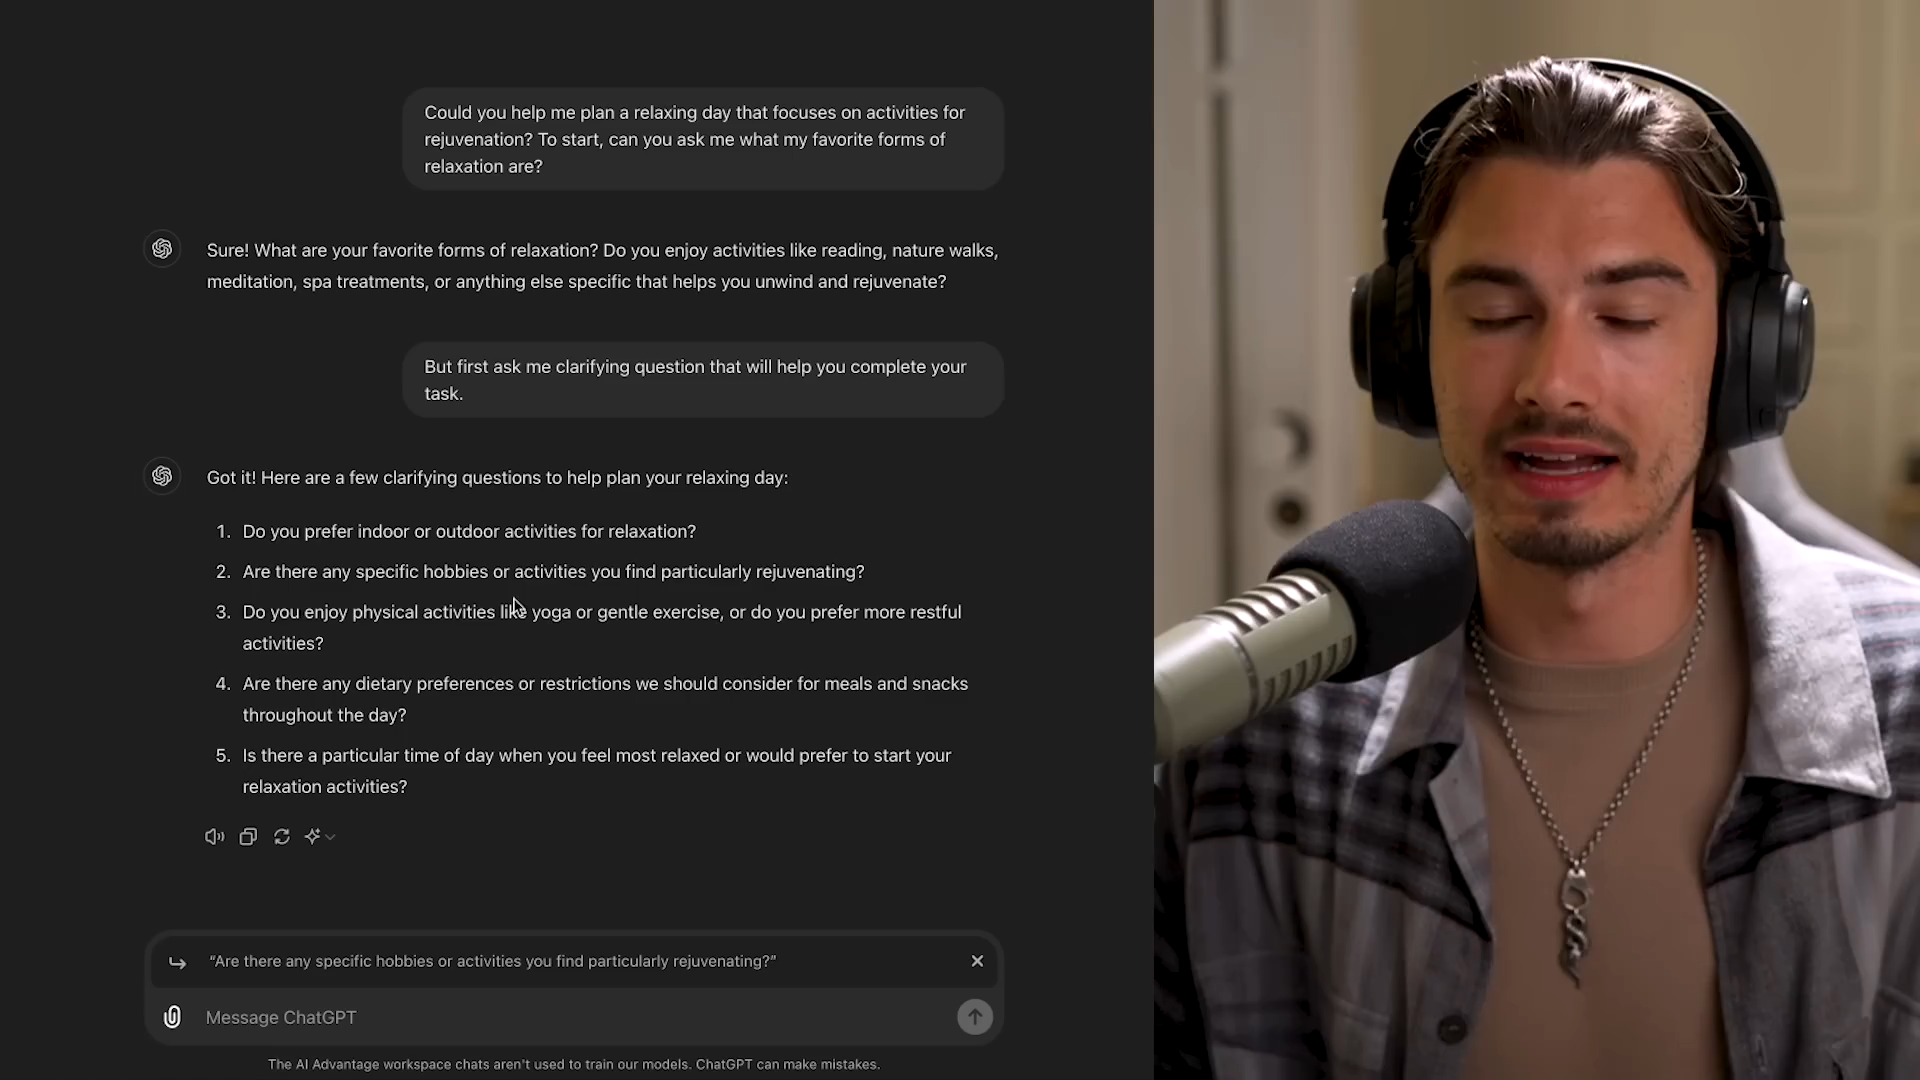 Could you help me plan a relaxing day that focuses on activities for
rejuvenation? To start, can you ask me what my favorite forms of
relaxation are?
Sure! What are your favorite forms of relaxation? Do you enjoy activities like reading, nature walks,
meditation, spa treatments, or anything else specific that helps you unwind and rejuvenate?
But first ask me clarifying question that will help you complete your
task.
Got it! Here are a few clarifying questions to help plan your relaxing day:
1. Do you prefer indoor or outdoor activities for relaxation?
2. Are there any specific hobbies or activities you find particularly rejuvenating?
3. Do you enjoy physical activities like yoga or gentle exercise, or do you prefer more restful
activities?
4. Are there any dietary preferences or restrictions we should consider for meals and snacks
throughout the day?
5. Is there a particular time of day when you feel most relaxed or would prefer to start your
relaxation activities?
"Are there any specific hobbies or activities you find particularly rejuvenating?"
Message ChatGPT
The AI Advantage workspace chats aren't used to train our models. ChatGPT can make mistakes.